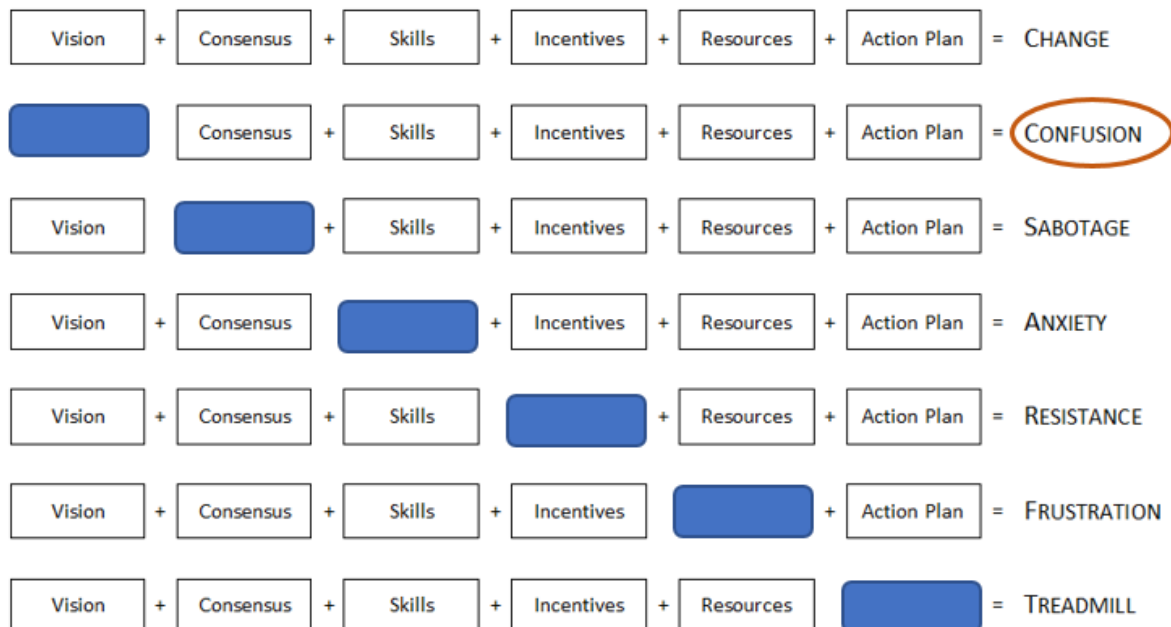 Vision + Consensus + Skills + Incentives + Resources + Action Plan = CHANGE
Consensus + Skills + Incentives + Resources + Action Plan = CONFUSION
Vision + Skills + Incentives + Resources + Action Plan = SABOTAGE
Vision + Consensus + Incentives + Resources + Action Plan = ANXIETY
Vision + Consensus + Skills + Resources + Action Plan = RESISTANCE
Vision + Consensus + Skills + Incentives + Action Plan = FRUSTRATION
Vision + Consensus + Skills + Incentives + Resources = TREADMILL